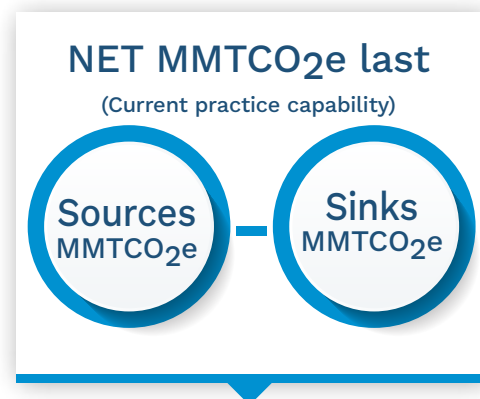 NET MMTCO2e last
(Current practice capability)
Sources
MMTCO2e
-
Sinks
MMTCO2e